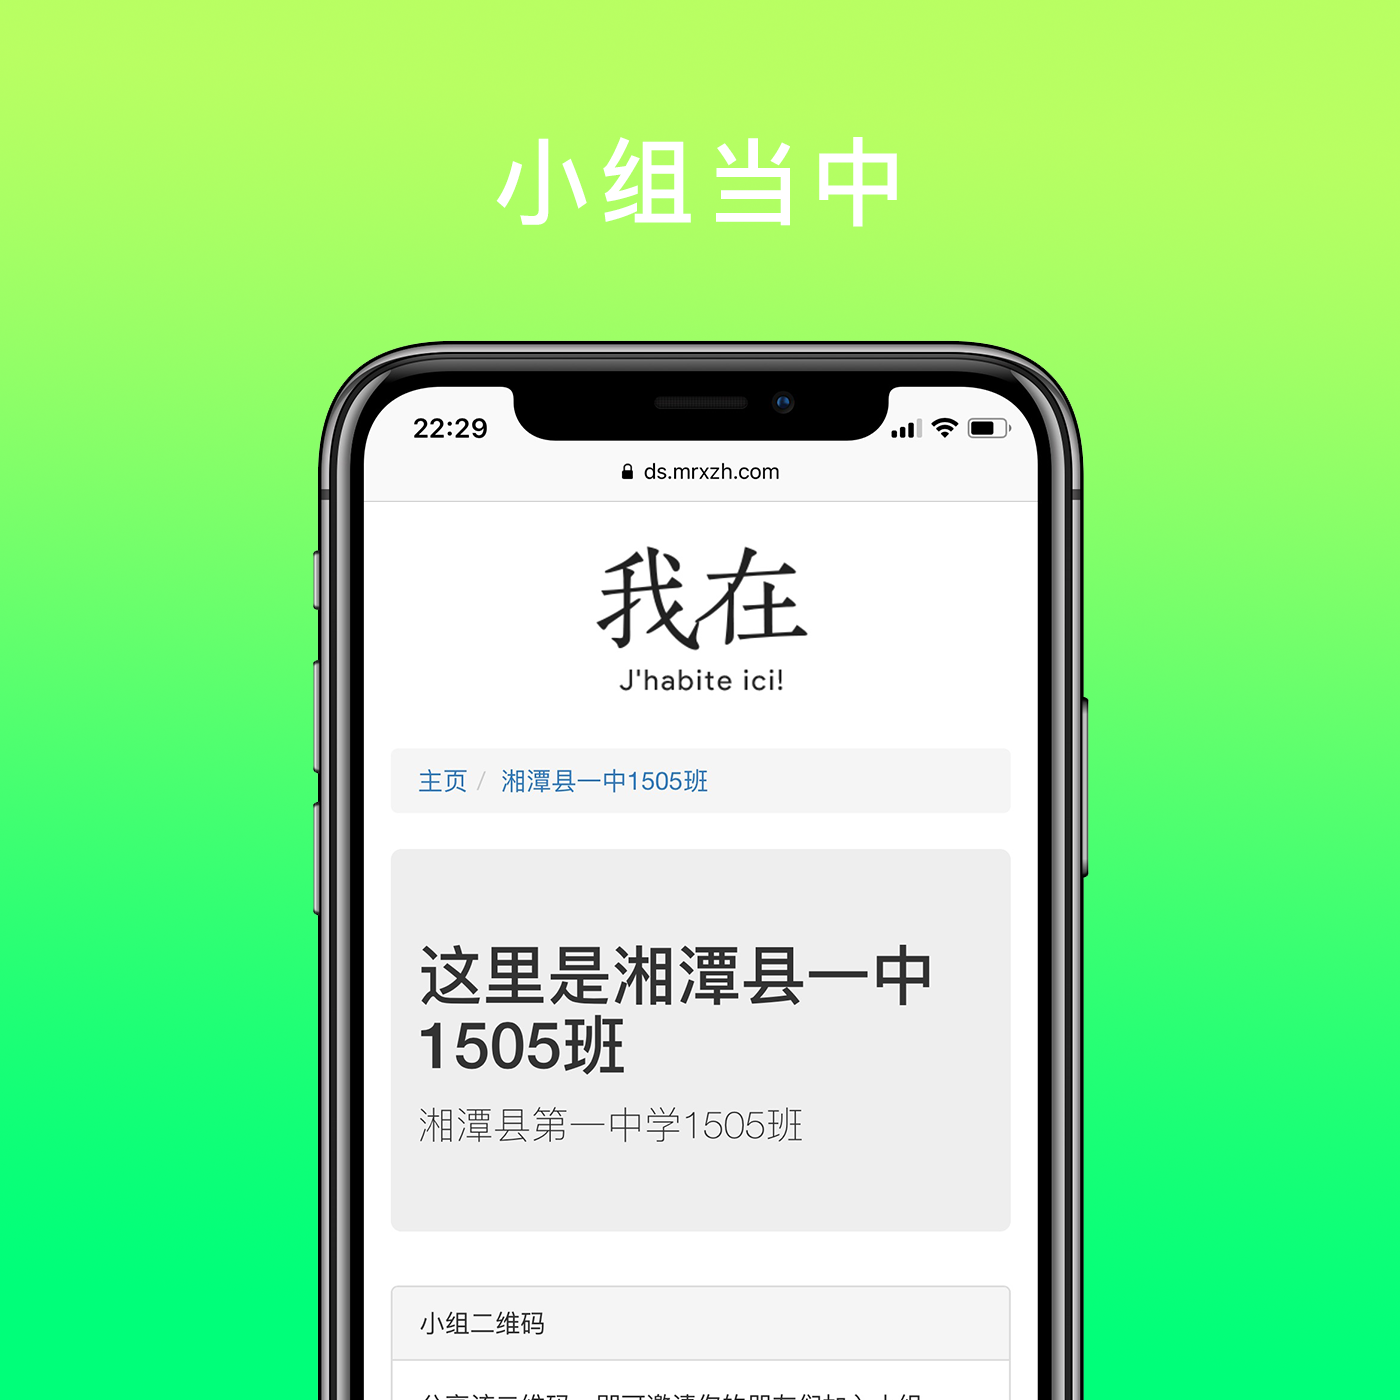 小组当中
22:29
ds.mrxzh.com
我在
J'habite ici!
主页 / 湘潭县一中1505班
这里是湘潭县一中
1505班
湘潭县第一中学1505班
小组二维码